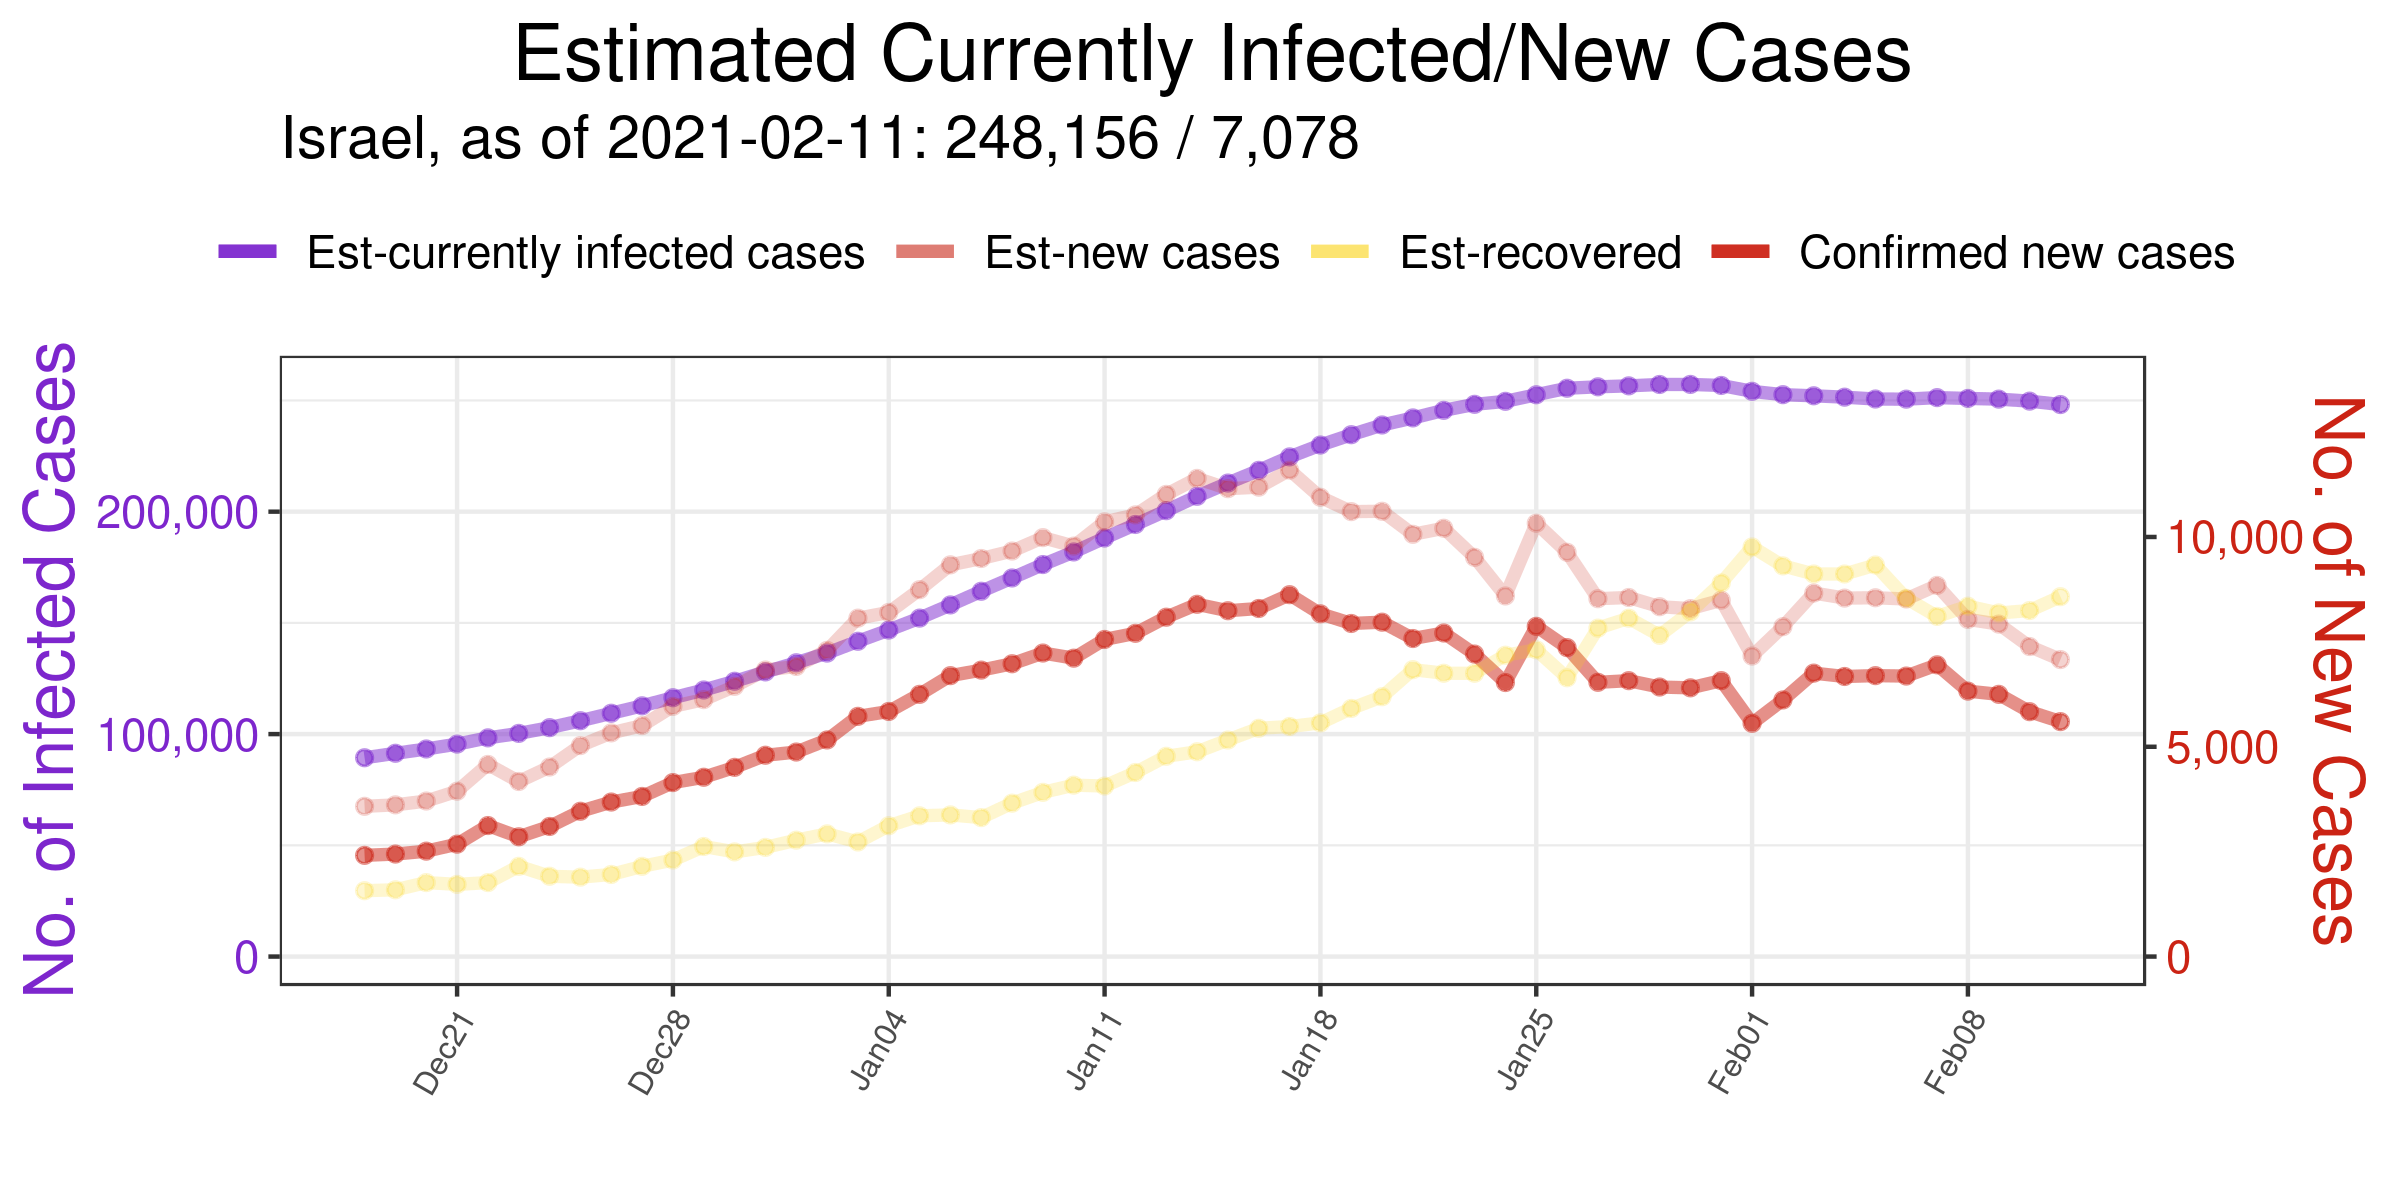 Estimated Currently Infected/New Cases
Israel, as of 2021-02-11: 248,156 / 7,078
Est-currently infected cases Est-new cases Est-recovered Confirmed new cases
No. of Infected Cases
200,000
100,000
0
10,000
5,000
0
No. of New Cases
Dec21 Dec28 Jan04 Jan11 Jan18 Jan25 Feb01 Feb08